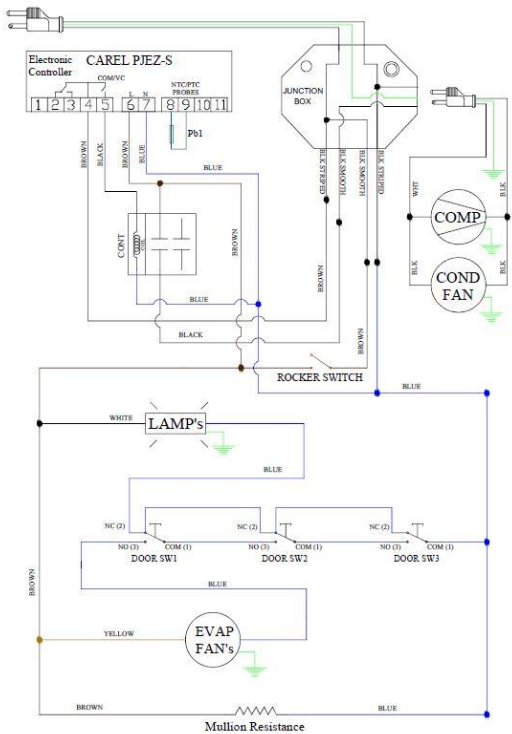 Electronic
Controller
CAREL PJEZ-S
COM/VC
L N
NTC/PTC
PROBES
1 2 3 4 5 6 7 8 9 10 11
Pb1
JUNCTION
BOX
BROWN
BLACK
BROWN
BLUE
BLUE
BLK STRIPED
BLK SMOOTH
BLK SMOOTH
BLK STRIPED
WHT
BLK
COMP
BLK
BLK
COND
FAN
CONT
COIL
BROWN
BROWN
BLUE
BLACK
BROWN
ROCKER SWITCH
BLUE
WHITE
LAMP's
BLUE
NC (2)
NC (2)
NC (2)
NO (3)
COM (1)
NO (3)
COM (1)
NO (3)
COM (1)
DOOR SW1
DOOR SW2
DOOR SW3
BROWN
BLUE
YELLOW
EVAP
FAN's
BROWN
BLUE
Mullion Resistance